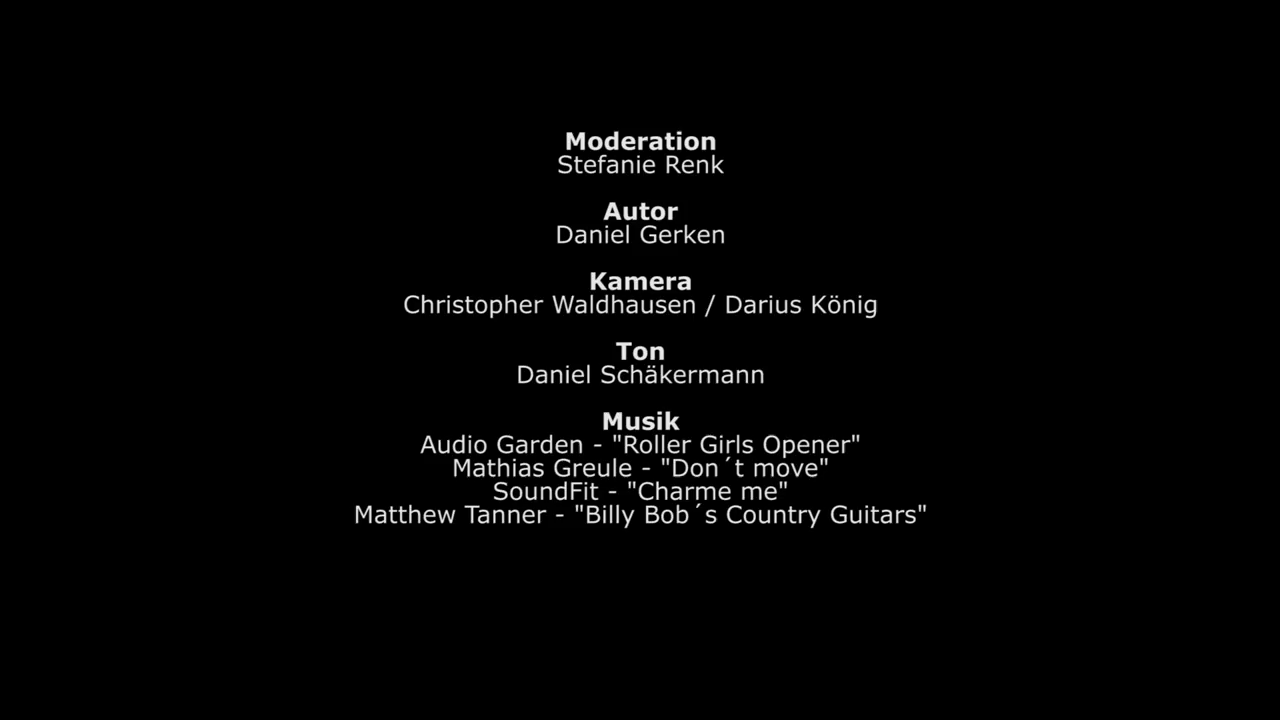 Moderation
Stefanie Renk
Autor
Daniel Gerken
Kamera
Christopher Waldhausen / Darius König
Ton
Daniel Schäkermann
Musik
Audio Garden - "Roller Girls Opener"
Mathias Greule - "Don´t move"
SoundFit - "Charme me"
Matthew Tanner - "Billy Bob´s Country Guitars"